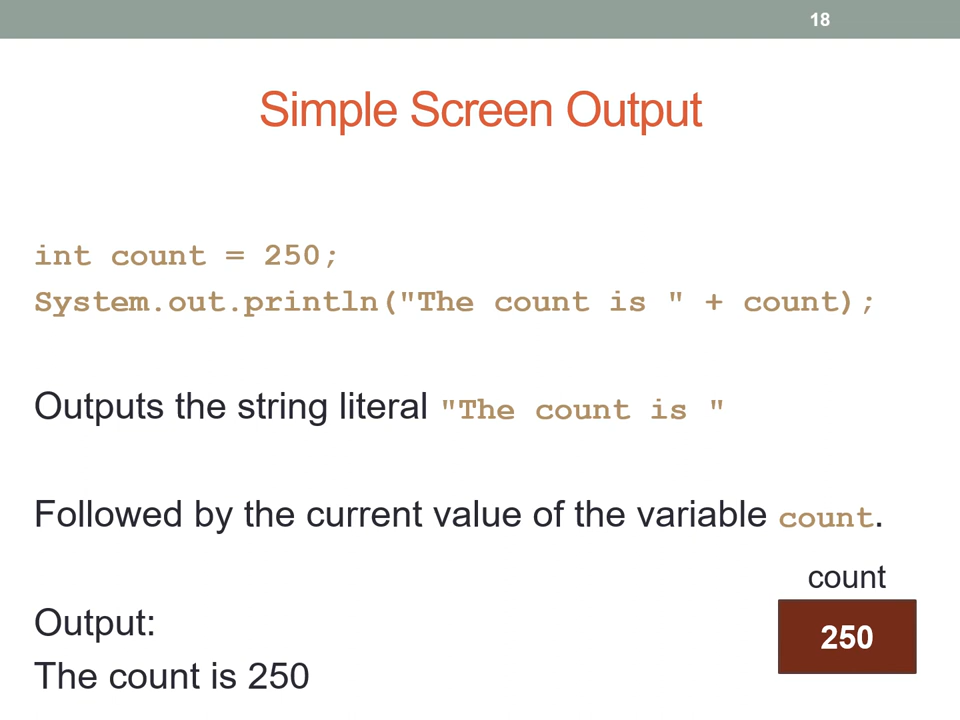 18
Simple Screen Output
int count = 250;
System.out.println("The count is " + count);
Outputs the string literal "The count is "
Followed by the current value of the variable count.
count
250
Output:
The count is 250